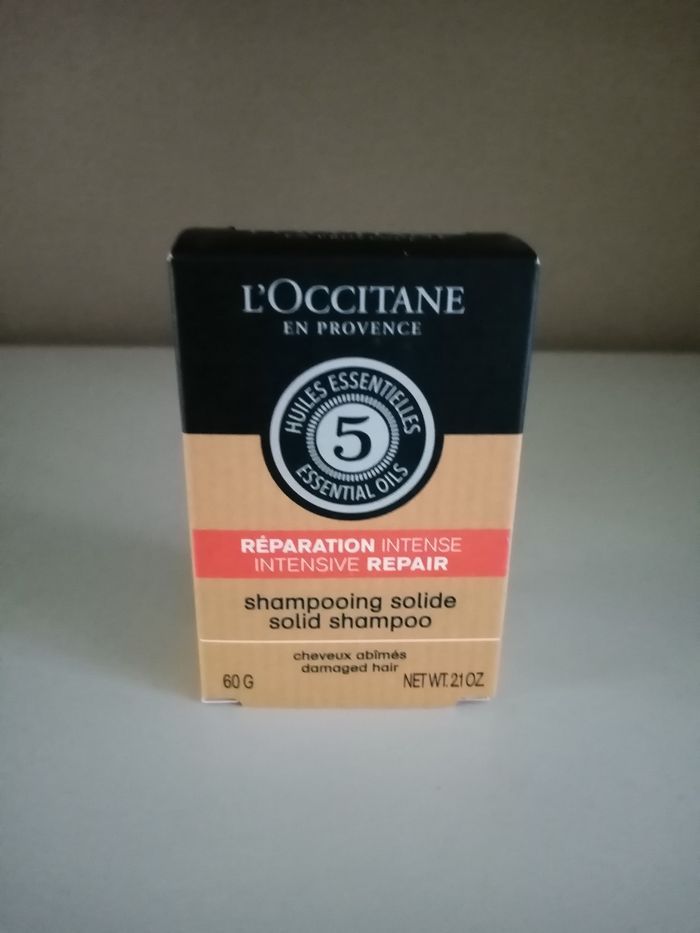 L'OCCITANE
EN PROVENCE
HUILES ESSENTIELLES
5
ESSENTIAL OILS
RÉPARATION INTENSE
INTENSIVE REPAIR
shampooing solide
solid shampoo
cheveux abîmés
damaged hair
60 G NET WT. 2.1 OZ.